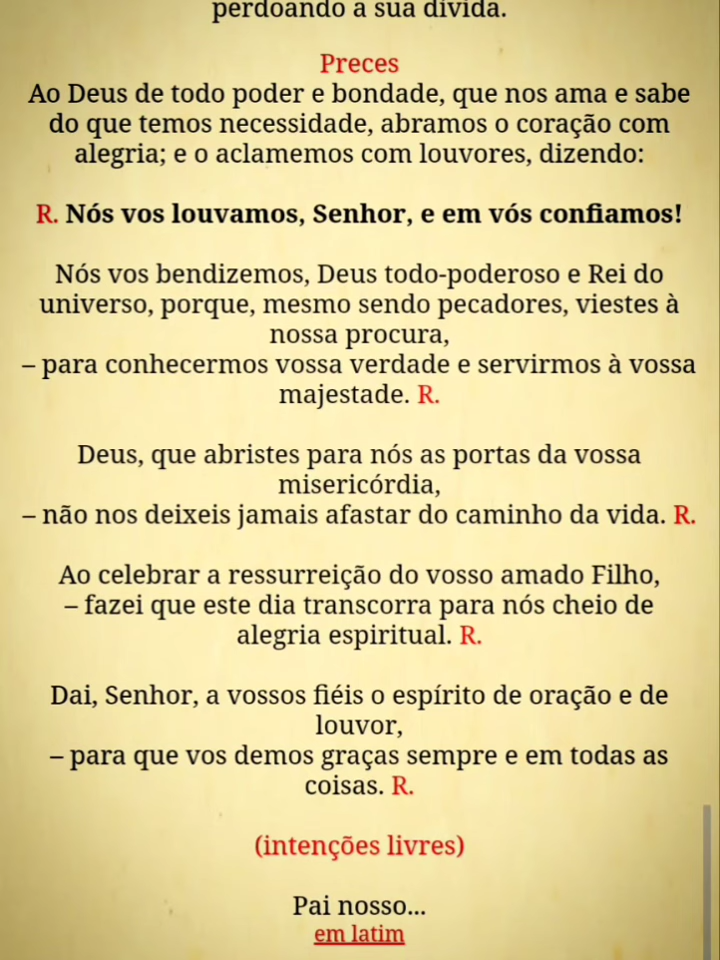 perdoando a sua dívida.
Preces
Ao Deus de todo poder e bondade, que nos ama e sabe
do que temos necessidade, abramos o coração com
alegria; e o aclamemos com louvores, dizendo:
R. Nós vos louvamos, Senhor, e em vós confiamos!
Nós vos bendizemos, Deus todo-poderoso e Rei do
universo, porque, mesmo sendo pecadores, viestes à
nossa procura,
– para conhecermos vossa verdade e servirmos à vossa
majestade. R.
Deus, que abristes para nós as portas da vossa
misericórdia,
– não nos deixeis jamais afastar do caminho da vida. R.
Ao celebrar a ressurreição do vosso amado Filho,
– fazei que este dia transcorra para nós cheio de
alegria espiritual. R.
Dai, Senhor, a vossos fiéis o espírito de oração e de
louvor,
– para que vos demos graças sempre e em todas as
coisas. R.
(intenções livres)
Pai nosso...
em latim